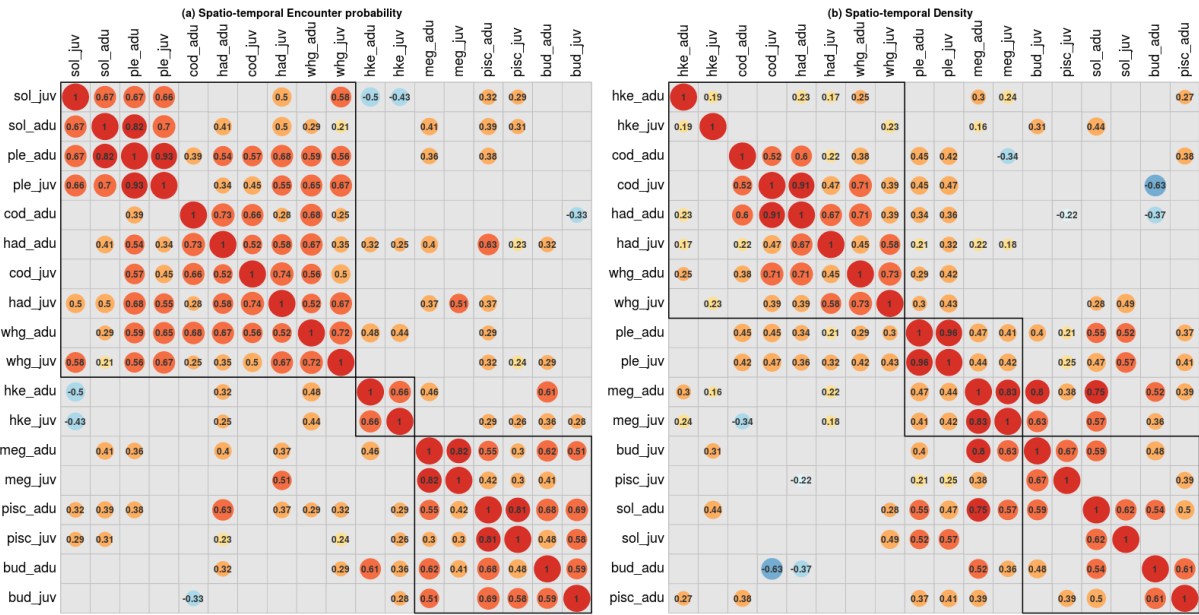 (a) Spatio-temporal Encounter probability
sol_juv sol_adu ple_adu ple_juv cod_adu had_adu cod_juv had_juv whg_adu whg_juv hke_adu hke_juv meg_adu meg_juv pisc_adu pisc_juv bud_adu bud_juv
sol_juv 1 0.67 0.67 0.66 0.5 0.58 -0.5 -0.43 0.32 0.29
sol_adu 0.67 1 0.82 0.7 0.41 0.5 0.29 0.21 0.41 0.39 0.31
ple_adu 0.67 0.82 1 0.93 0.39 0.54 0.57 0.68 0.59 0.56 0.36 0.38
ple_juv 0.66 0.7 0.93 1 0.34 0.45 0.55 0.65 0.67
cod_adu 0.39 1 0.73 0.66 0.28 0.68 0.25 -0.33
had_adu 0.41 0.54 0.34 0.73 1 0.52 0.58 0.67 0.35 0.32 0.25 0.4 0.63 0.23 0.32
cod_juv 0.57 0.45 0.66 0.52 1 0.74 0.56 0.5
had_juv 0.5 0.5 0.68 0.55 0.28 0.58 0.74 1 0.52 0.67 0.37 0.51 0.37
whg_adu 0.29 0.59 0.65 0.68 0.67 0.56 0.52 1 0.72 0.48 0.44 0.29
whg_juv 0.58 0.21 0.56 0.67 0.25 0.35 0.5 0.67 0.72 1 0.32 0.24 0.29
hke_adu -0.5 0.32 0.48 1 0.66 0.46 0.61
hke_juv -0.43 0.25 0.44 0.66 1 0.29 0.26 0.36 0.28
meg_adu 0.41 0.36 0.4 0.37 0.46 1 0.82 0.55 0.3 0.62 0.51
meg_juv 0.51 0.82 1 0.42 0.3 0.41
pisc_adu 0.32 0.39 0.38 0.63 0.37 0.29 0.32 0.29 0.55 0.42 1 0.81 0.68 0.69
pisc_juv 0.29 0.31 0.23 0.24 0.26 0.3 0.3 0.81 1 0.48 0.58
bud_adu 0.32 0.29 0.61 0.36 0.62 0.41 0.68 0.48 1 0.59
bud_juv -0.33 0.28 0.51 0.69 0.58 0.59 1
(b) Spatio-temporal Density
hke_adu hke_juv cod_adu cod_juv had_adu had_juv whg_adu whg_juv ple_adu ple_juv meg_adu meg_juv bud_juv pisc_juv sol_adu sol_juv bud_adu pisc_adu
hke_adu 1 0.19 0.23 0.17 0.25 0.3 0.24 0.27
hke_juv 0.19 1 0.23 0.16 0.31 0.44
cod_adu 1 0.52 0.6 0.22 0.38 0.45 0.42 -0.34 0.38
cod_juv 0.52 1 0.91 0.47 0.71 0.39 0.45 0.47 -0.63
had_adu 0.23 0.6 0.91 1 0.67 0.71 0.39 0.34 0.36 -0.22 -0.37
had_juv 0.17 0.22 0.47 0.67 1 0.45 0.58 0.21 0.32 0.22 0.18
whg_adu 0.25 0.38 0.71 0.71 0.45 1 0.73 0.29 0.42
whg_juv 0.23 0.39 0.39 0.58 0.73 1 0.3 0.43 0.28 0.49
ple_adu 0.45 0.45 0.34 0.21 0.29 0.3 1 0.96 0.47 0.41 0.4 0.21 0.55 0.52 0.37
ple_juv 0.42 0.47 0.36 0.32 0.42 0.43 0.96 1 0.44 0.42 0.25 0.47 0.57 0.41
meg_adu 0.3 0.16 0.22 0.47 0.44 1 0.83 0.8 0.38 0.75 0.52 0.39
meg_juv 0.24 -0.34 0.18 0.41 0.42 0.83 1 0.63 0.57 0.36
bud_juv 0.31 0.4 0.8 0.63 1 0.67 0.59 0.48
pisc_juv -0.22 0.21 0.25 0.38 0.67 1 0.39
sol_adu 0.44 0.28 0.55 0.47 0.75 0.57 0.59 1 0.62 0.54 0.5
sol_juv 0.49 0.52 0.57 0.62 1
bud_adu -0.63 -0.37 0.52 0.36 0.48 0.54 1 0.61
pisc_adu 0.27 0.38 0.37 0.41 0.39 0.39 0.5 0.61 1